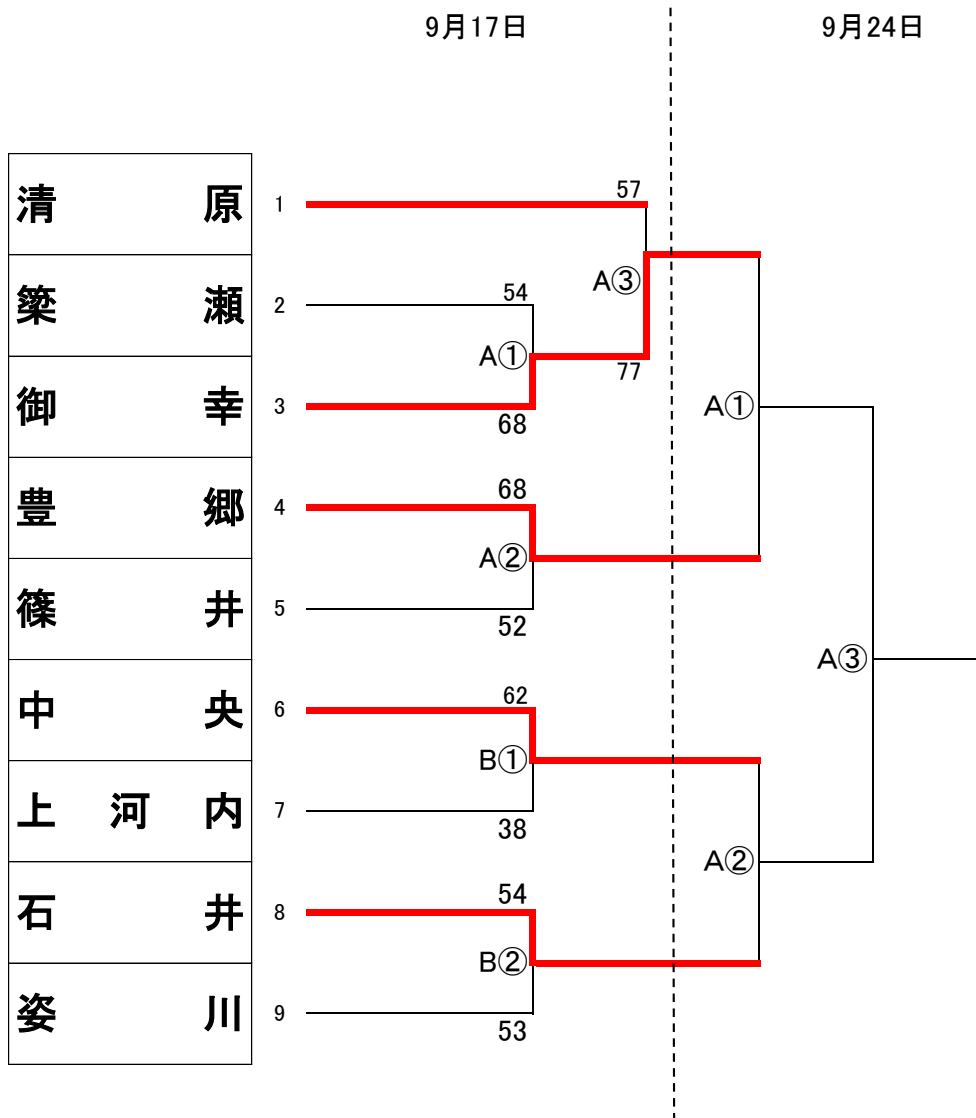 9月17日 9月24日
清原 1 57
A③
梁瀬 2 54
A①
77
御幸 3 68
A①
豊郷 4 68
A②
篠井 5 52
A③
中央 6 62
B①
上河内 7 38
A②
石井 8 54
B②
姿川 9 53